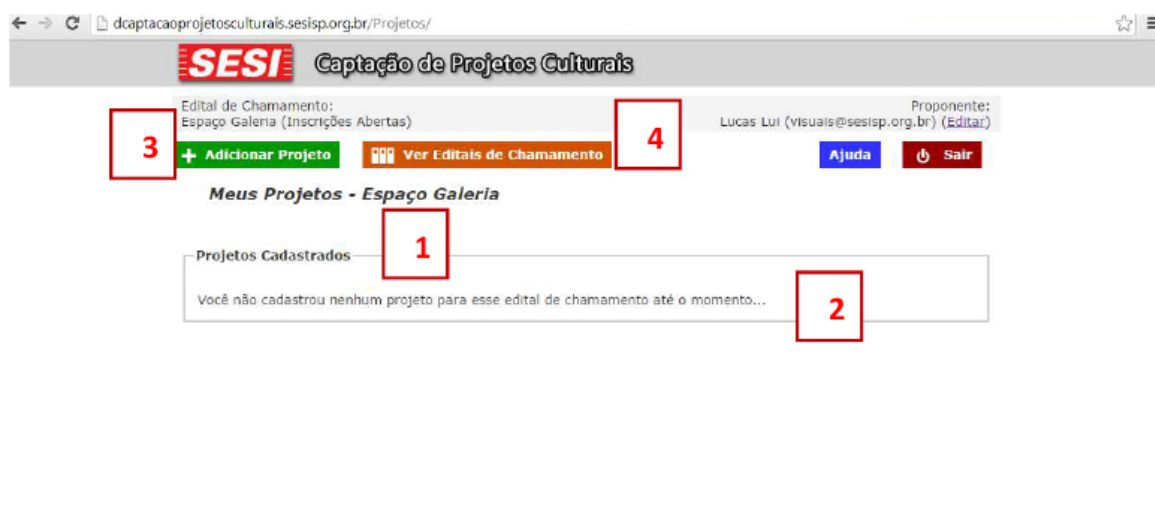 dcaptacaoprojetosculturais.sesisp.org.br/Projetos/
SESI Captação de Projetos Culturais
Edital de Chamamento: Proponente:
Espaço Galeria (Inscrições Abertas) Lucas Lui (visuais@sesisp.org.br) (Editar)
3 + Adicionar Projeto Ver Editais de Chamamento 4 Ajuda Sair
Meus Projetos - Espaço Galeria
Projetos Cadastrados 1
Você não cadastrou nenhum projeto para esse edital de chamamento até o momento... 2